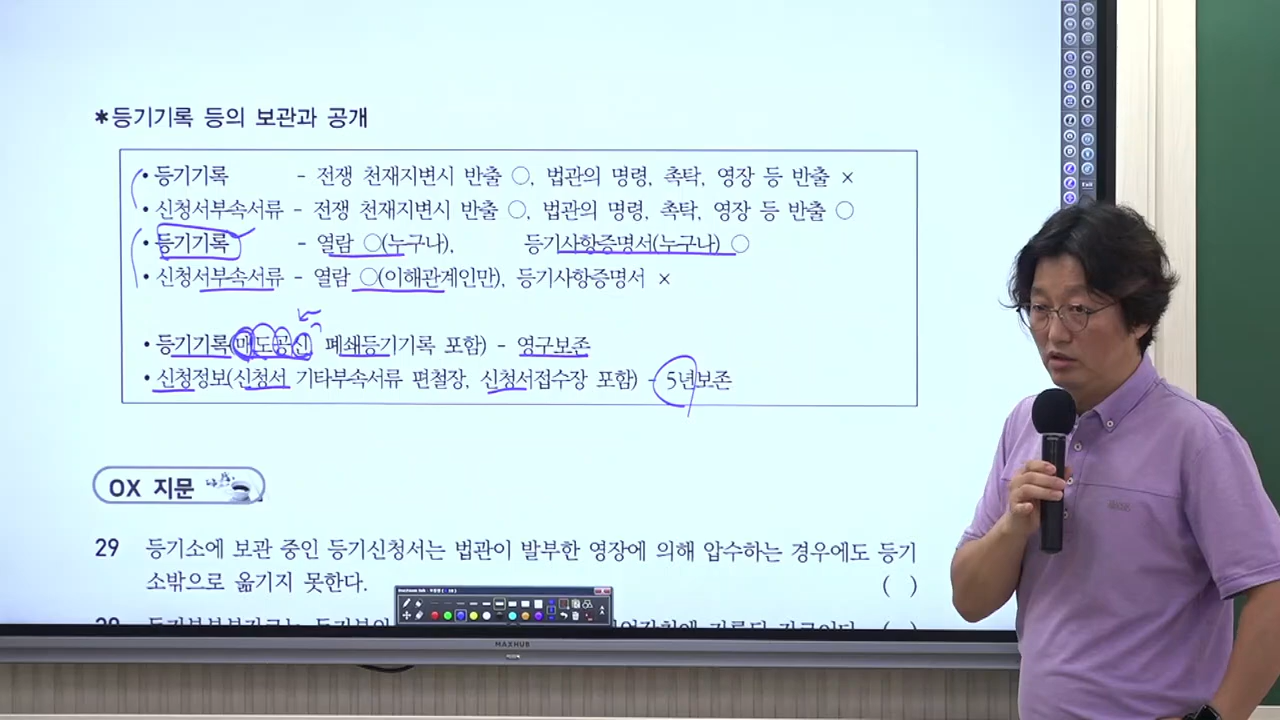 *등기기록 등의 보관과 공개
• 등기기록 - 전쟁 천재지변시 반출 ○, 법관의 명령, 촉탁, 영장 등 반출 ×
• 신청서부속서류 - 전쟁 천재지변시 반출 ○, 법관의 명령, 촉탁, 영장 등 반출 ○
• 등기기록 - 열람 ○(누구나), 등기사항증명서(누구나) ○
• 신청서부속서류 - 열람 ○(이해관계인만), 등기사항증명서 ×
• 등기기록(매도공신 폐쇄등기기록 포함) - 영구보존
• 신청정보(신청서 기타부속서류 편철장, 신청서접수장 포함) - 5년보존
OX 지문
29 등기소에 보관 중인 등기신청서는 법관이 발부한 영장에 의해 압수하는 경우에도 등기
소밖으로 옮기지 못한다. ( )
MAXHUB